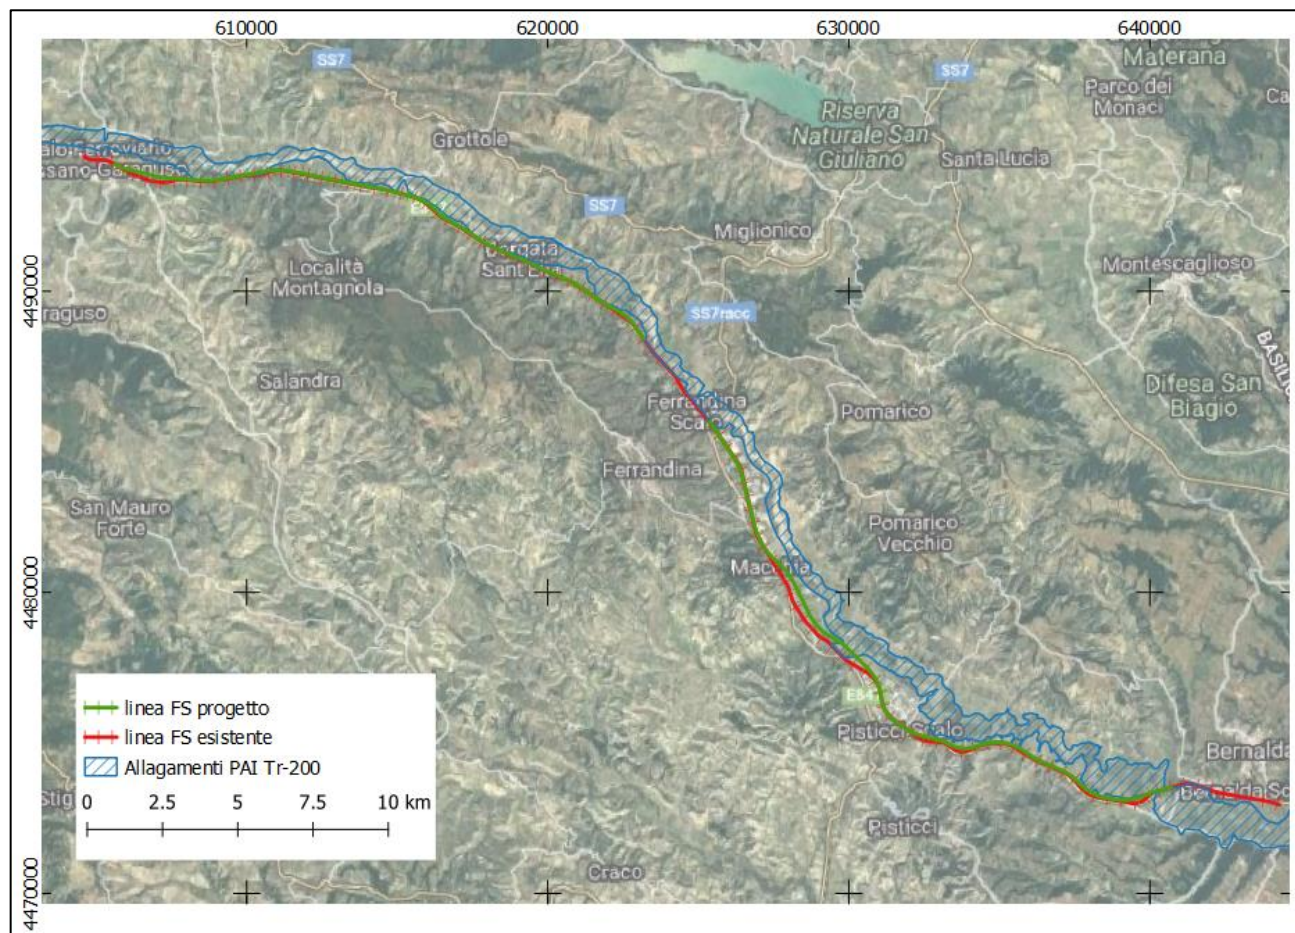 610000
620000
630000
640000
Materana
SS7
SS7
Parco dei
Monaci
Riserva
Naturale San
Giuliano
Grottole
Santa Lucia
SS7
Miglionico
Località
Montagnola
Montescaglioso
4490000
SS7racc
Salandra
Ferrandina
Scalo
Pomarico
Difesa San
Biagio
Ferrandina
San Mauro
Forte
Pomarico
Vecchio
Macchia
4480000
linea FS progetto
linea FS esistente
Allagamenti PAI Tr-200
0 2.5 5 7.5 10 km
Pisticci Scalo
Bernalda
Pisticci
Craco
4470000